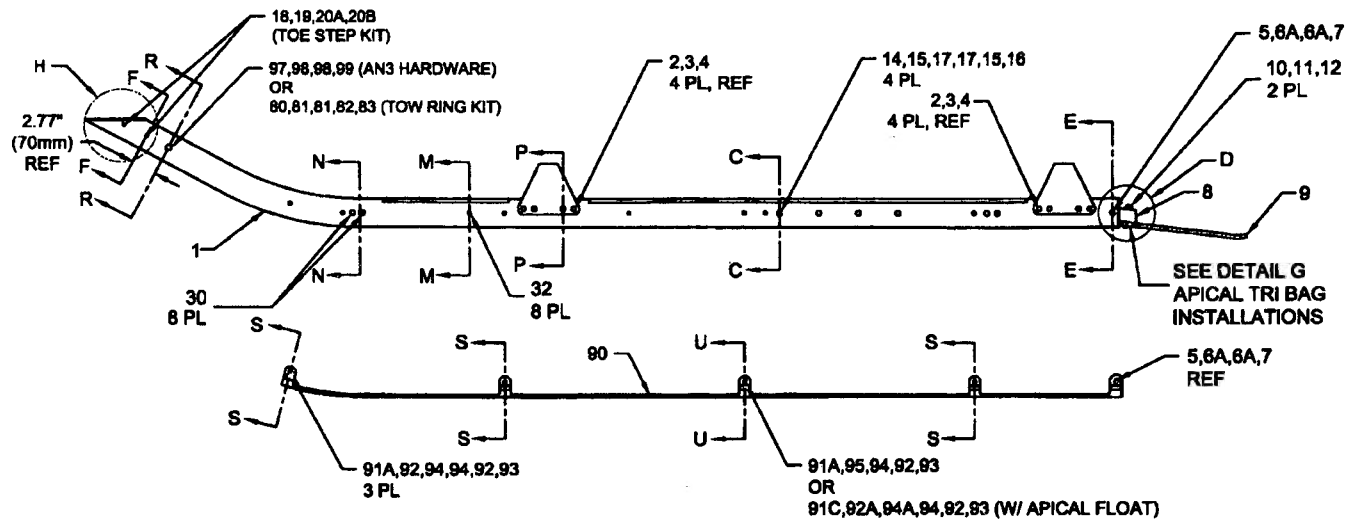 18,19,20A,20B
(TOE STEP KIT)
H
R
F
97,98,98,99 (AN3 HARDWARE)
OR
80,81,81,82,83 (TOW RING KIT)
2,3,4
4 PL, REF
14,15,17,17,15,16
4 PL
2,3,4
4 PL, REF
5,6A,6A,7
10,11,12
2 PL
2.77"
(70mm)
REF
F
R
N
M
P
C
E
D
8
9
1
N
M
P
C
E
30
8 PL
32
8 PL
SEE DETAIL G
APICAL TRI BAG
INSTALLATIONS
S
S
90
U
S
5,6A,6A,7
REF
S
S
U
S
91A,92,94,94,92,93
3 PL
91A,95,94,92,93
OR
91C,92A,94A,94,92,93 (W/ APICAL FLOAT)